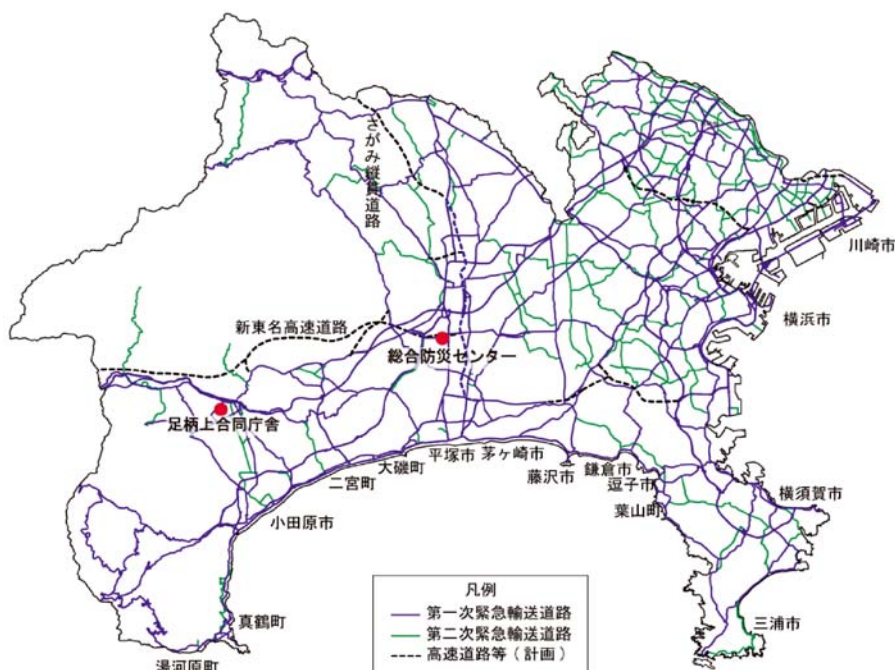 さがみ縦貫道路
川崎市
横浜市
新東名高速道路
総合防災センター
足柄上合同庁舎
二宮町
大磯町
平塚市
茅ヶ崎市
藤沢市
鎌倉市
逗子市
葉山町
横須賀市
小田原市
真鶴町
湯河原町
三浦市
凡例
第一次緊急輸送道路
第二次緊急輸送道路
高速道路等（計画）